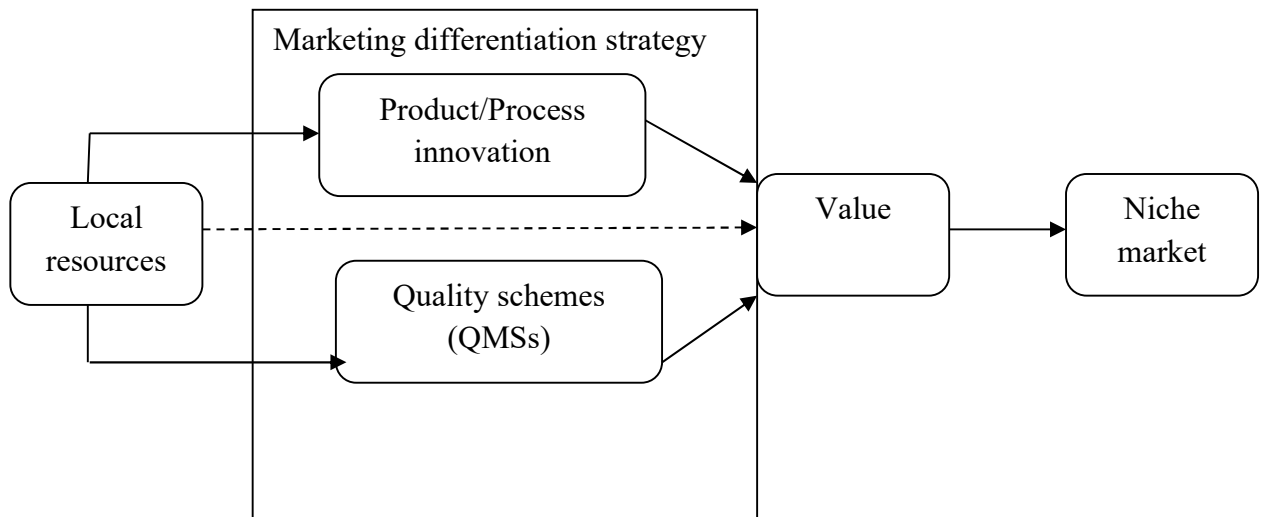 Marketing differentiation strategy
Product/Process
innovation
Local
resources
Value
Niche
market
Quality schemes
(QMSs)